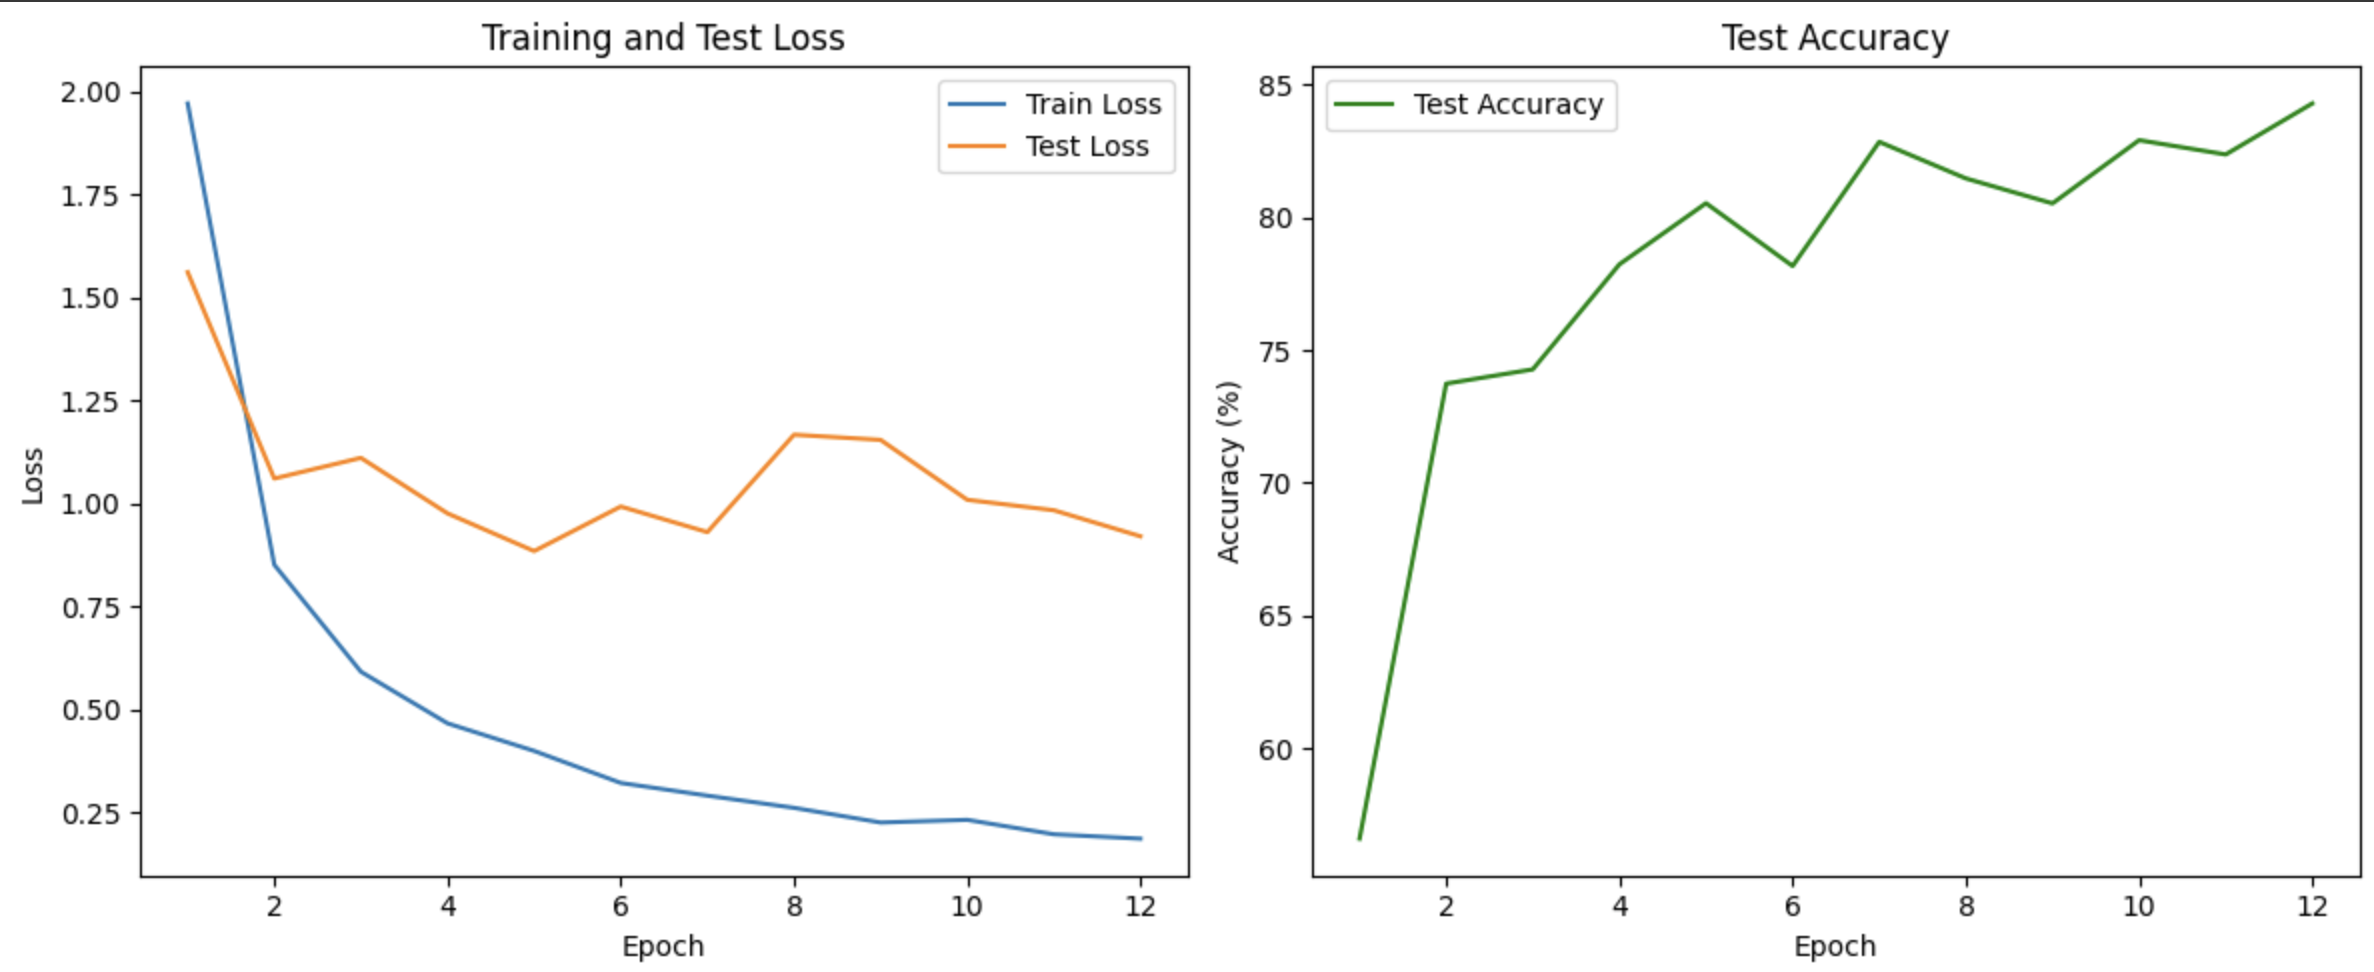 Training and Test Loss
Train Loss
Test Loss
2.00
1.75
1.50
1.25
1.00
0.75
0.50
0.25
Loss
2 4 6 8 10 12
Epoch
Test Accuracy
Test Accuracy
85
80
75
70
65
60
Accuracy (%)
2 4 6 8 10 12
Epoch